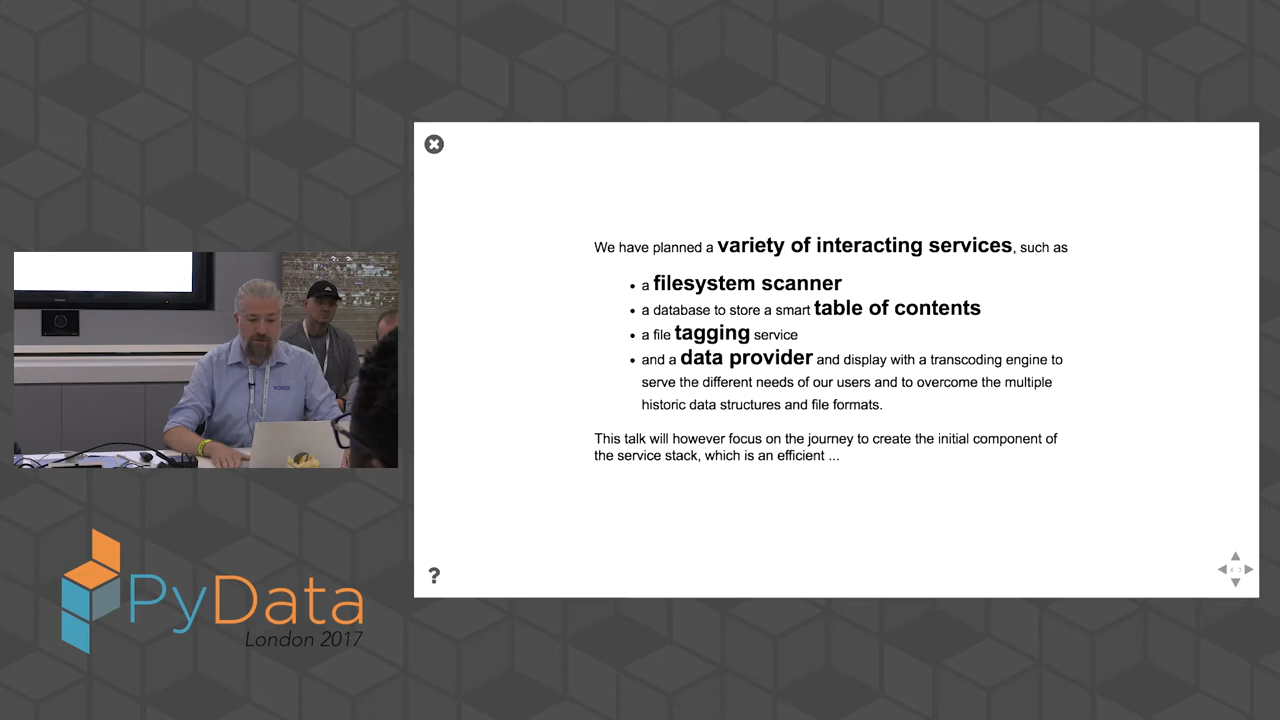 We have planned a variety of interacting services, such as
• a filesystem scanner
• a database to store a smart table of contents
• a file tagging service
• and a data provider and display with a transcoding engine to
serve the different needs of our users and to overcome the multiple
historic data structures and file formats.
This talk will however focus on the journey to create the initial component of
the service stack, which is an efficient ...
?
PyData
London 2017